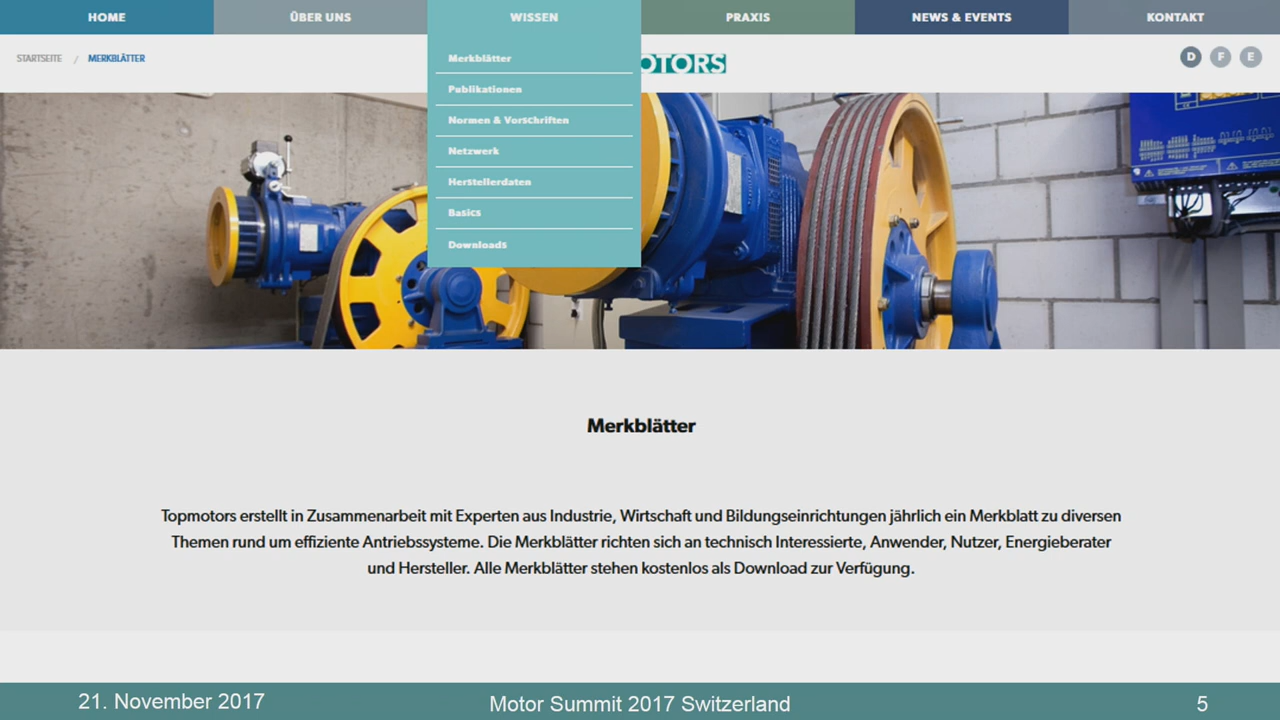 HOME
ÜBER UNS
WISSEN
PRAXIS
NEWS & EVENTS
KONTAKT
STARTSEITE / MERKBLÄTTER
OTORS
D F E
Merkblätter
Publikationen
Normen & Vorschriften
Netzwerk
Herstellerdaten
Basics
Downloads
Merkblätter
Topmotors erstellt in Zusammenarbeit mit Experten aus Industrie, Wirtschaft und Bildungseinrichtungen jährlich ein Merkblatt zu diversen
Themen rund um effiziente Antriebssysteme. Die Merkblätter richten sich an technisch Interessierte, Anwender, Nutzer, Energieberater
und Hersteller. Alle Merkblätter stehen kostenlos als Download zur Verfügung.
21. November 2017
Motor Summit 2017 Switzerland
5